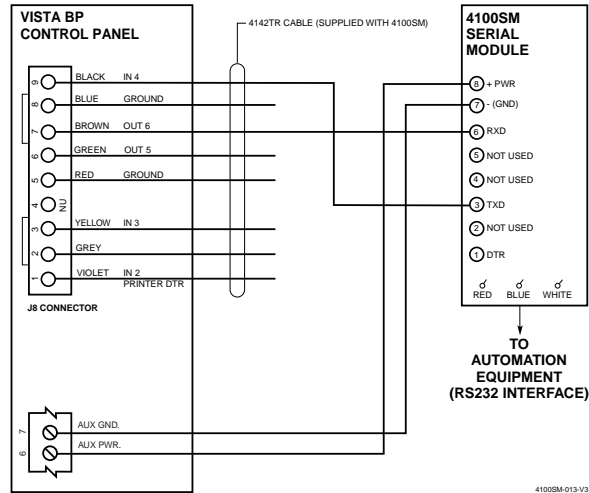 VISTA BP
CONTROL PANEL
4142TR CABLE (SUPPLIED WITH 4100SM)
4100SM
SERIAL
MODULE
9 BLACK IN 4
8 BLUE GROUND
7 BROWN OUT 6
6 GREEN OUT 5
5 RED GROUND
4 NU
3 YELLOW IN 3
2 GREY
1 VIOLET IN 2
PRINTER DTR
J8 CONNECTOR
8 + PWR
7 - (GND)
6 RXD
5 NOT USED
4 NOT USED
3 TXD
2 NOT USED
1 DTR
RED BLUE WHITE
TO
AUTOMATION
EQUIPMENT
(RS232 INTERFACE)
7 AUX GND.
6 AUX PWR.
4100SM-013-V3